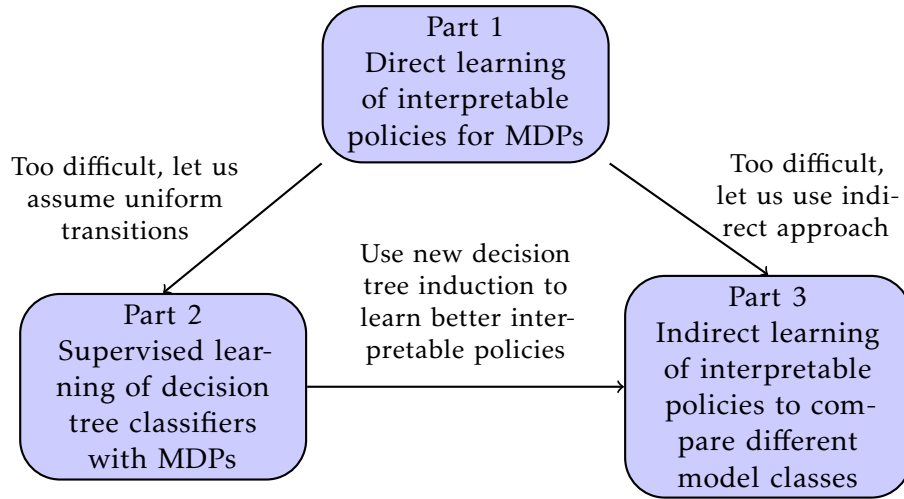 Part 1
Direct learning
of interpretable
policies for MDPs
Too difficult, let us
assume uniform
transitions
Too difficult,
let us use indi-
rect approach
Use new decision
tree induction to
learn better inter-
pretable policies
Part 2
Supervised lear-
ning of decision
tree classifiers
with MDPs
Part 3
Indirect learning
of interpretable
policies to com-
pare different
model classes